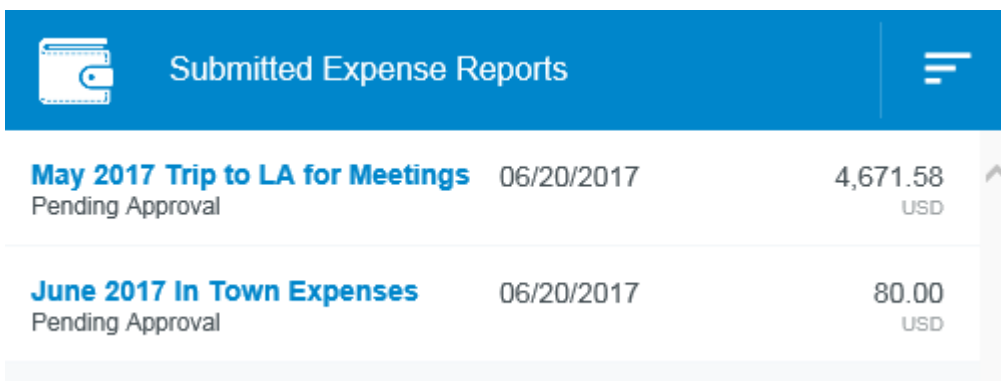 Submitted Expense Reports
May 2017 Trip to LA for Meetings 06/20/2017 4,671.58
Pending Approval USD
June 2017 In Town Expenses 06/20/2017 80.00
Pending Approval USD